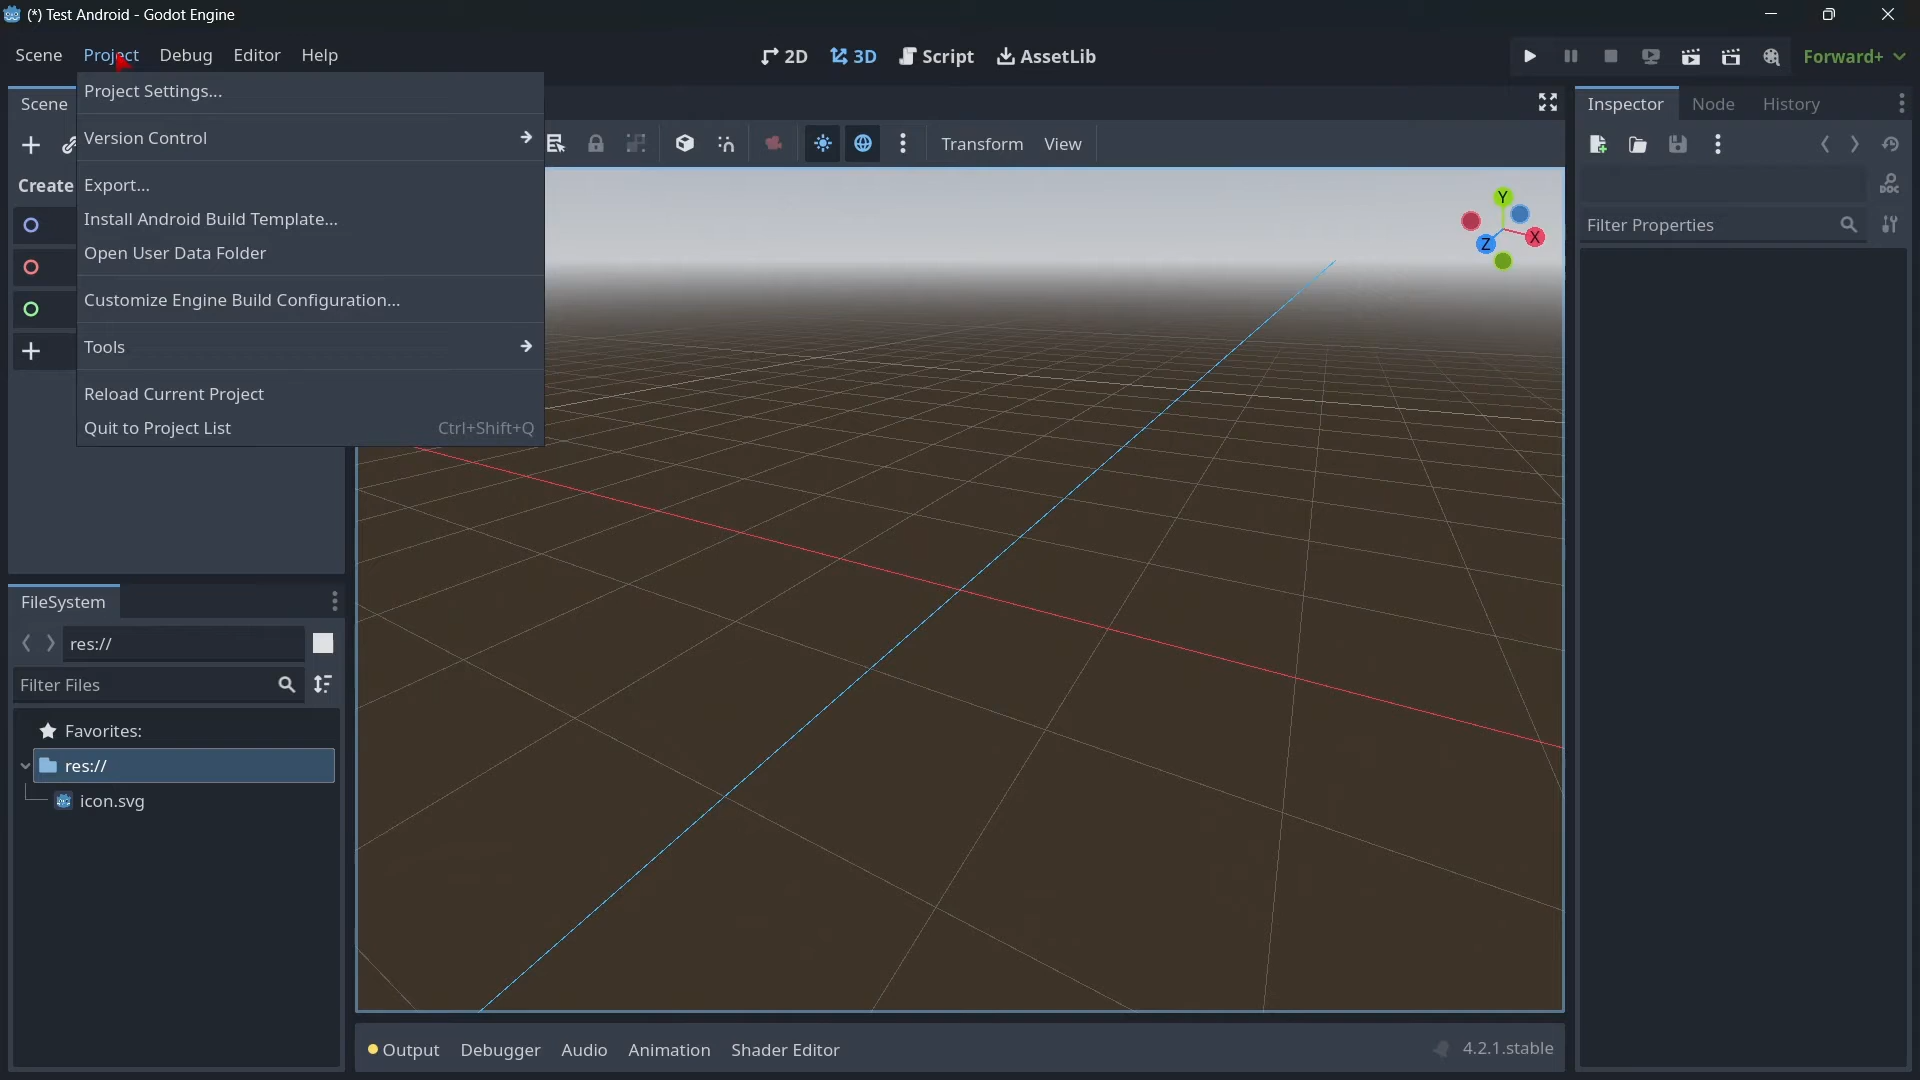 (*) Test Android - Godot Engine
Scene Project Debug Editor Help
2D 3D Script AssetLib
Forward+
Project Settings...
Version Control
Export...
Install Android Build Template...
Open User Data Folder
Customize Engine Build Configuration...
Tools
Reload Current Project
Quit to Project List Ctrl+Shift+Q
Scene
Create
Transform View
Y
X
Z
Inspector Node History
DOC
Filter Properties
FileSystem
res://
Filter Files
Favorites:
res://
icon.svg
Output Debugger Audio Animation Shader Editor
4.2.1.stable